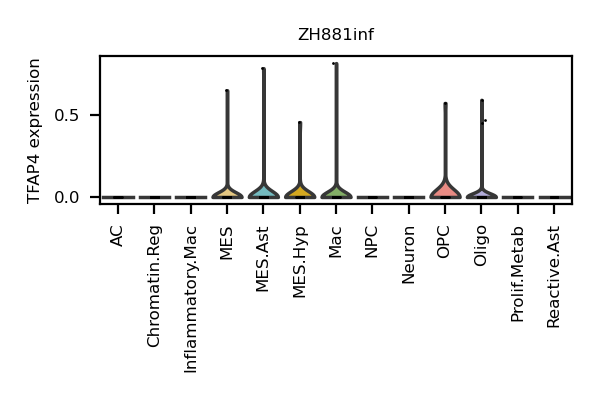 ZH881inf
TFAP4 expression
0.5
0.0
AC
Chromatin.Reg
Inflammatory.Mac
MES
MES.Ast
MES.Hyp
Mac
NPC
Neuron
OPC
Oligo
Prolif.Metab
Reactive.Ast